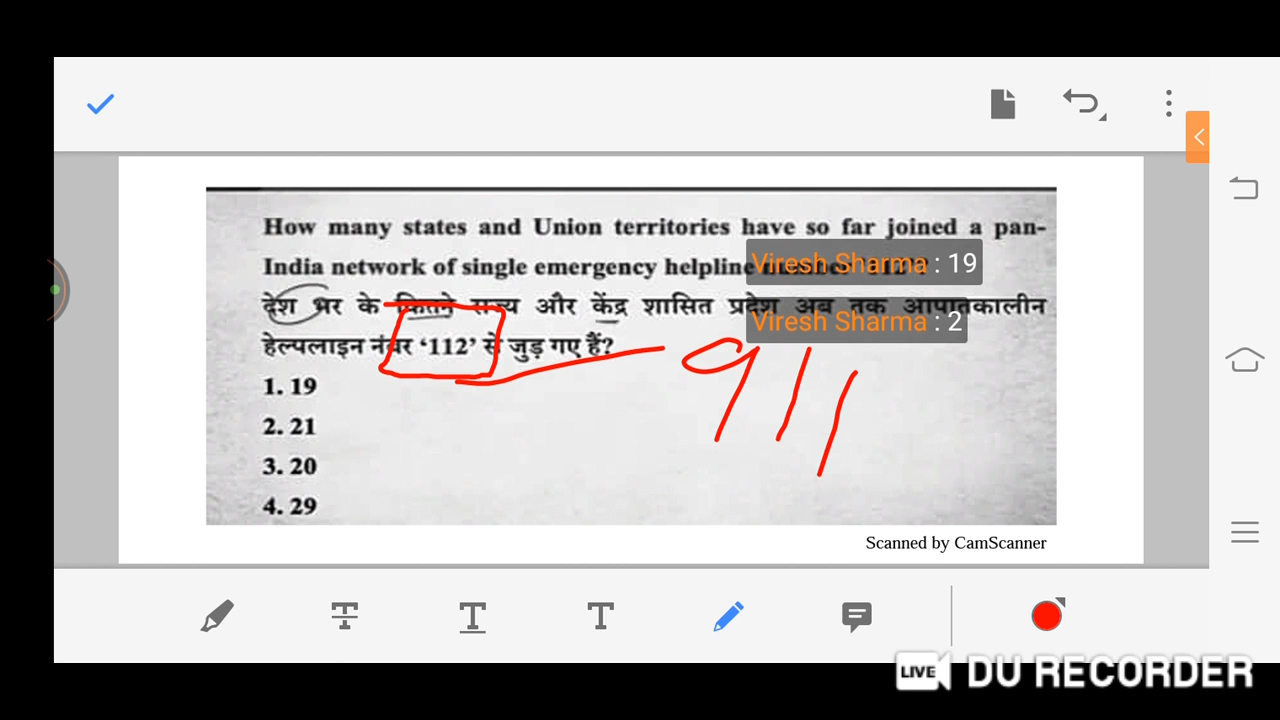 How many states and Union territories have so far joined a pan-
India network of single emergency helpline
Viresh Sharma : 19
देश भर के कितने राज्य और केंद्र शासित प्रदेश अब तक आपातकालीन
Viresh Sharma : 2
हेल्पलाइन नंबर ‘112’ से जुड़ गए हैं?
911
1. 19
2. 21
3. 20
4. 29
Scanned by CamScanner
T T T
LIVE DU RECORDER